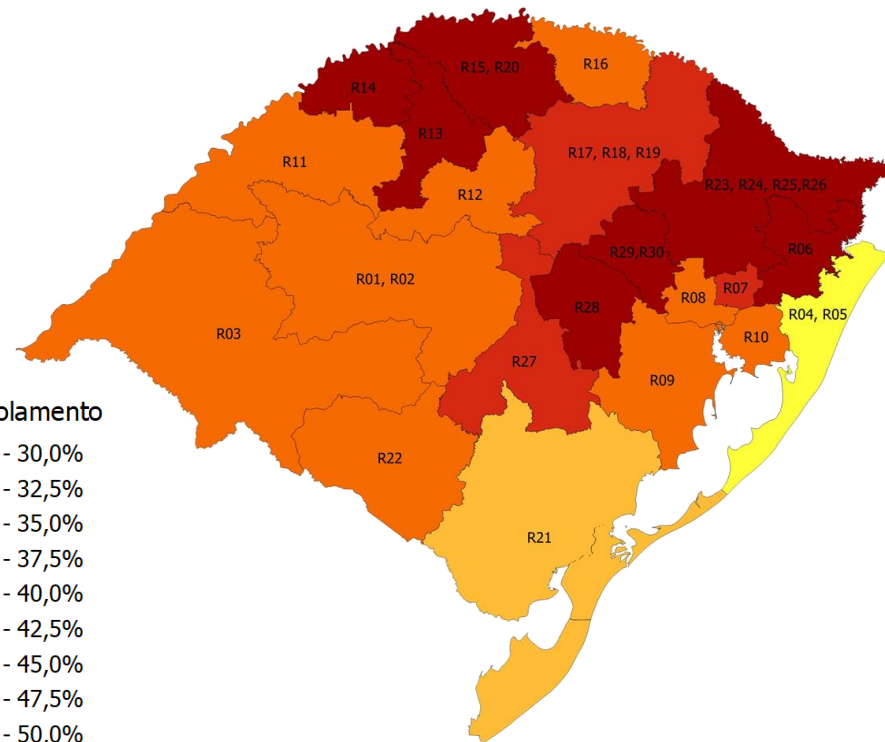 R15, R20
R16
R14
R13
R17, R18, R19
R11
R12
R23, R24, R25,R26
R29,R30
R06
R01, R02
R08
R07
R28
R04, R05
R03
R10
R27
R09
olamento
- 30,0%
- 32,5%
- 35,0%
- 37,5%
- 40,0%
- 42,5%
- 45,0%
- 47,5%
- 50,0%
R22
R21